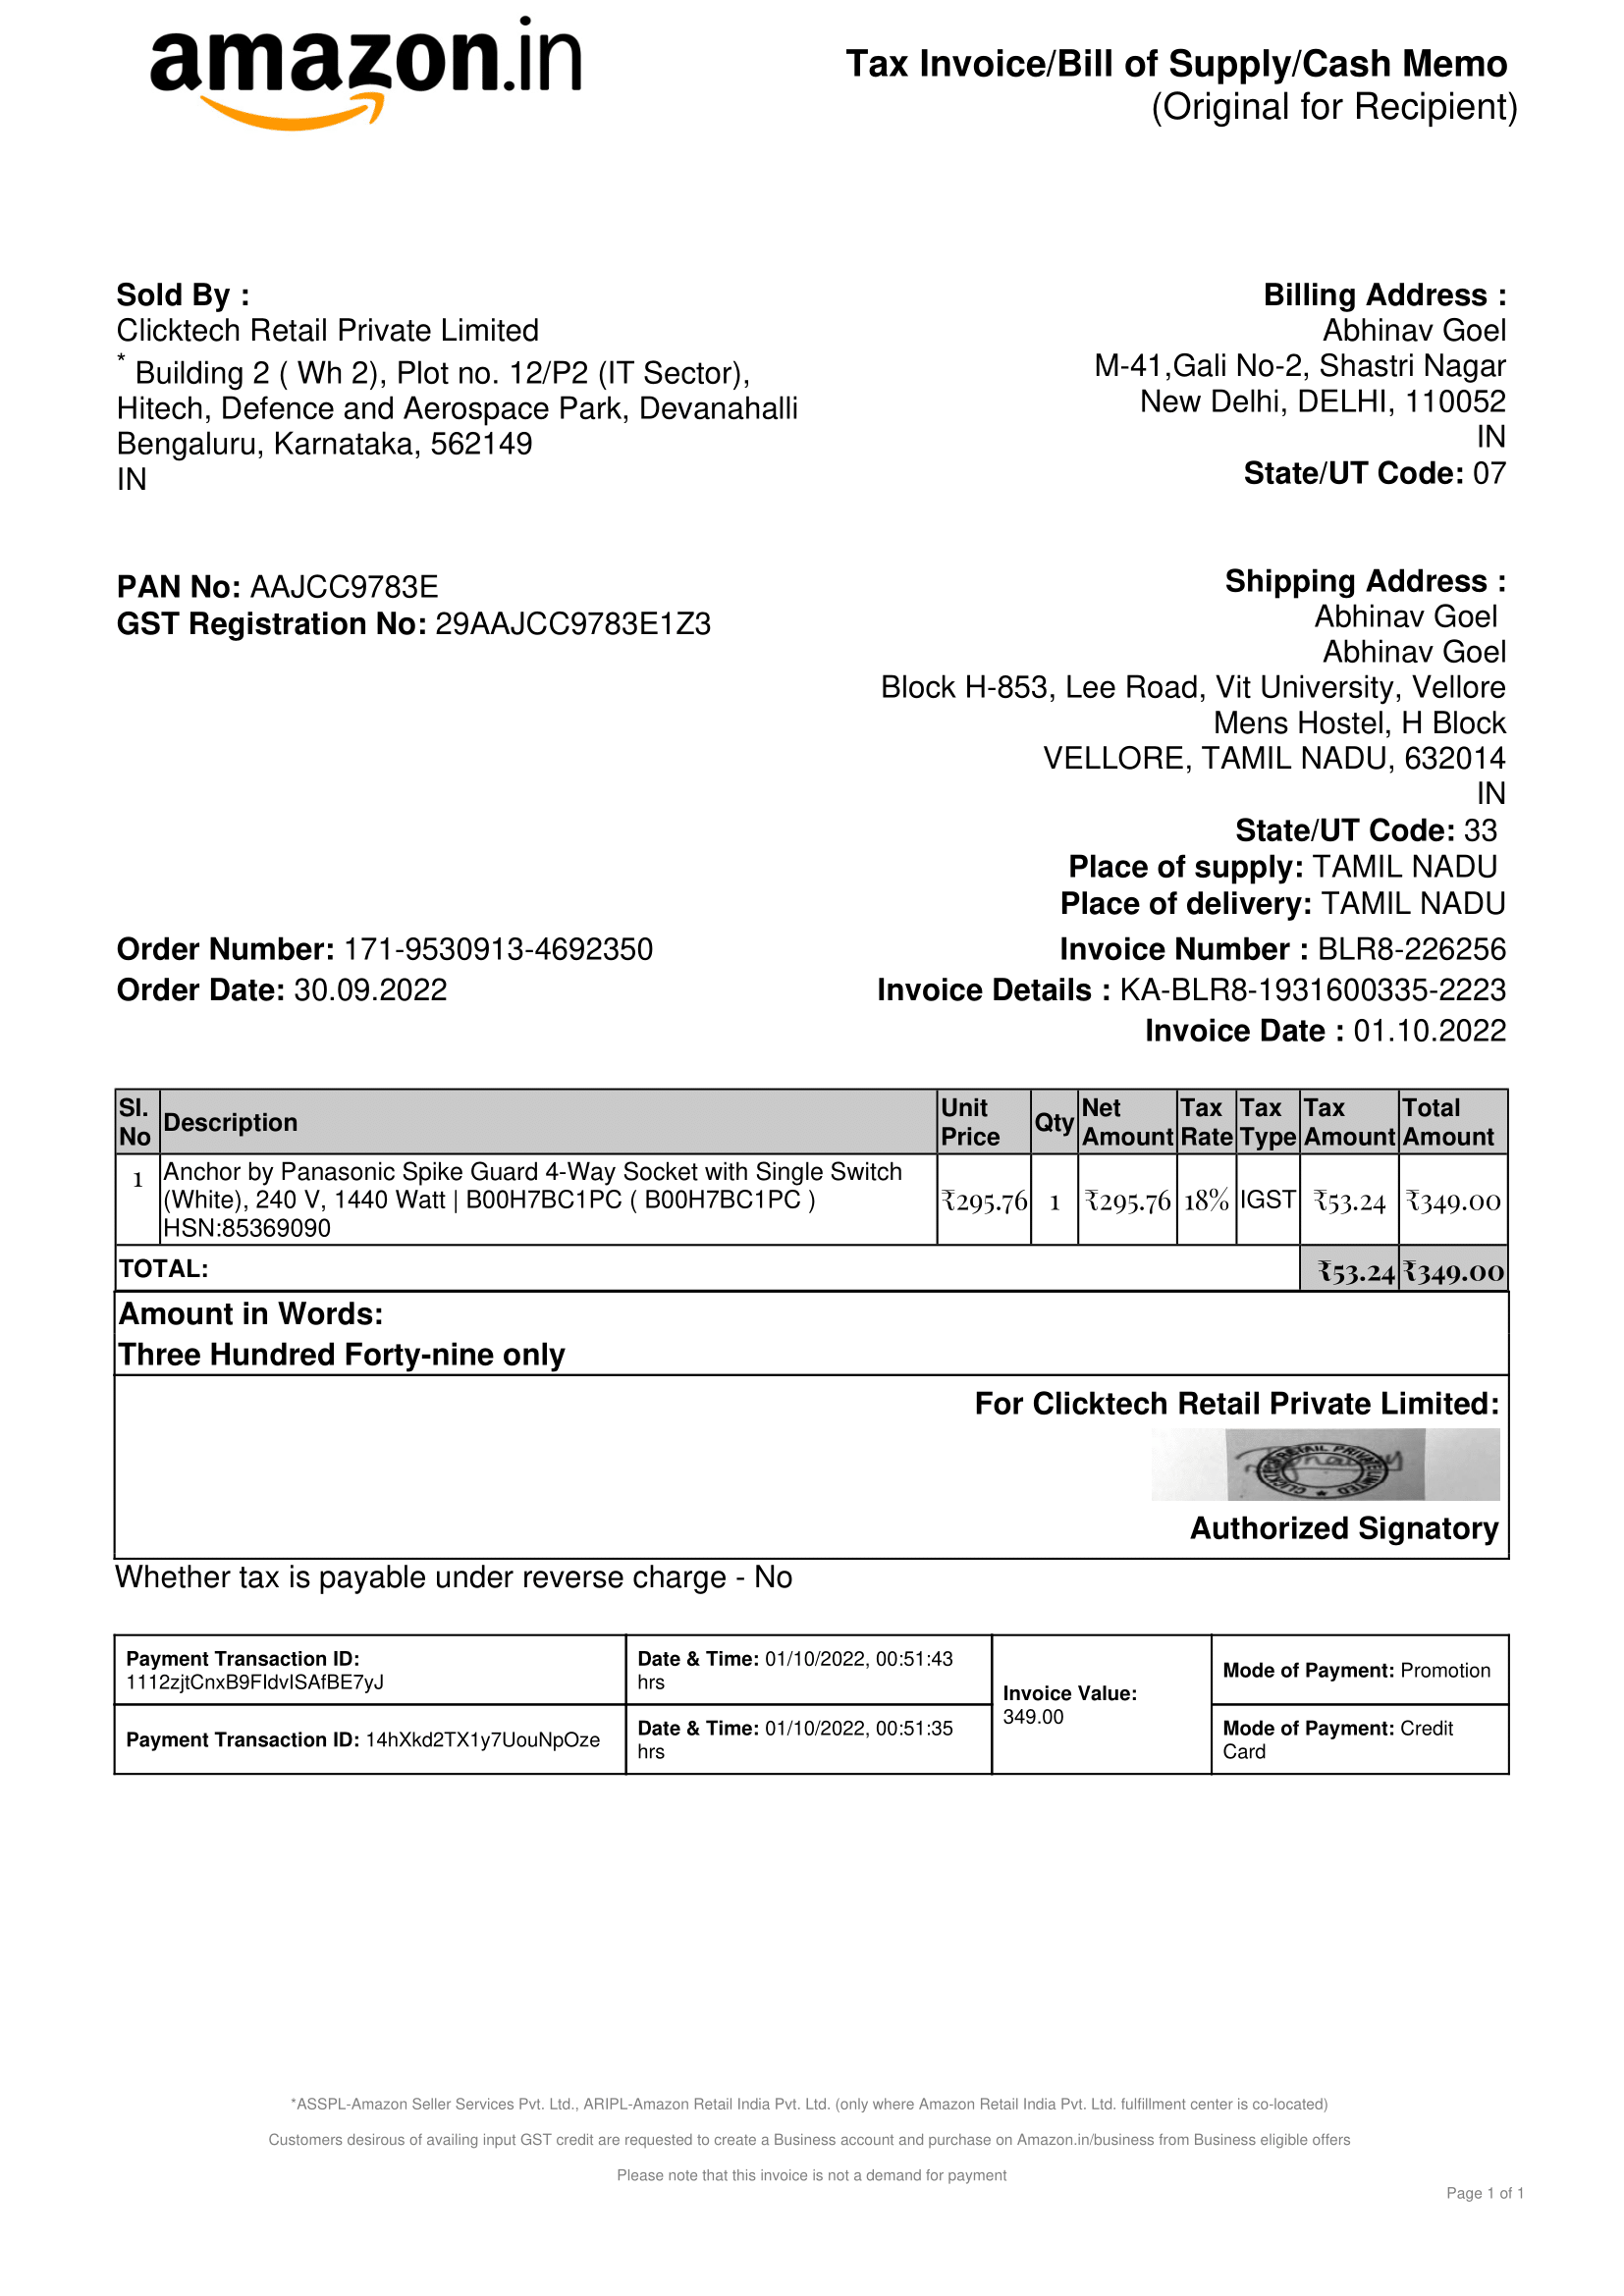 amazon.in
Tax Invoice/Bill of Supply/Cash Memo
(Original for Recipient)
Sold By :
Clicktech Retail Private Limited
* Building 2 ( Wh 2), Plot no. 12/P2 (IT Sector),
Hitech, Defence and Aerospace Park, Devanahalli
Bengaluru, Karnataka, 562149
IN
Billing Address :
Abhinav Goel
M-41,Gali No-2, Shastri Nagar
New Delhi, DELHI, 110052
IN
State/UT Code: 07
PAN No: AAJCC9783E
GST Registration No: 29AAJCC9783E1Z3
Shipping Address :
Abhinav Goel
Abhinav Goel
Block H-853, Lee Road, Vit University, Vellore
Mens Hostel, H Block
VELLORE, TAMIL NADU, 632014
IN
State/UT Code: 33
Place of supply: TAMIL NADU
Place of delivery: TAMIL NADU
Order Number: 171-9530913-4692350
Order Date: 30.09.2022
Invoice Number : BLR8-226256
Invoice Details : KA-BLR8-1931600335-2223
Invoice Date : 01.10.2022
Sl. No Description Unit Price Qty Net Amount Tax Rate Tax Type Tax Amount Total Amount
1 Anchor by Panasonic Spike Guard 4-Way Socket with Single Switch
(White), 240 V, 1440 Watt | B00H7BC1PC ( B00H7BC1PC )
HSN:85369090
₹295.76 1 ₹295.76 18% IGST ₹53.24 ₹349.00
TOTAL: ₹53.24 ₹349.00
Amount in Words:
Three Hundred Forty-nine only
For Clicktech Retail Private Limited:
Authorized Signatory
Whether tax is payable under reverse charge - No
Payment Transaction ID:
1112zjtCnxB9FIdvISAfBE7yJ
Date & Time: 01/10/2022, 00:51:43
hrs
Invoice Value:
349.00
Mode of Payment: Promotion
Payment Transaction ID: 14hXkd2TX1y7UouNpOze
Date & Time: 01/10/2022, 00:51:35
hrs
Mode of Payment: Credit
Card
*ASSPL-Amazon Seller Services Pvt. Ltd., ARIPL-Amazon Retail India Pvt. Ltd. (only where Amazon Retail India Pvt. Ltd. fulfillment center is co-located)
Customers desirous of availing input GST credit are requested to create a Business account and purchase on Amazon.in/business from Business eligible offers
Please note that this invoice is not a demand for payment
Page 1 of 1